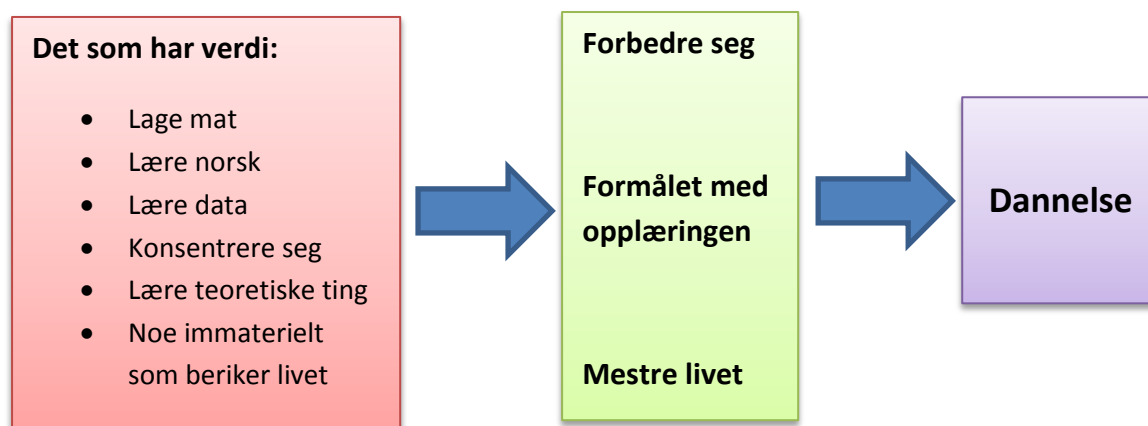 Det som har verdi:
• Lage mat
• Lære norsk
• Lære data
• Konsentrere seg
• Lære teoretiske ting
• Noe immaterielt
som beriker livet
Forbedre seg
Formålet med
opplæringen
Mestre livet
Dannelse